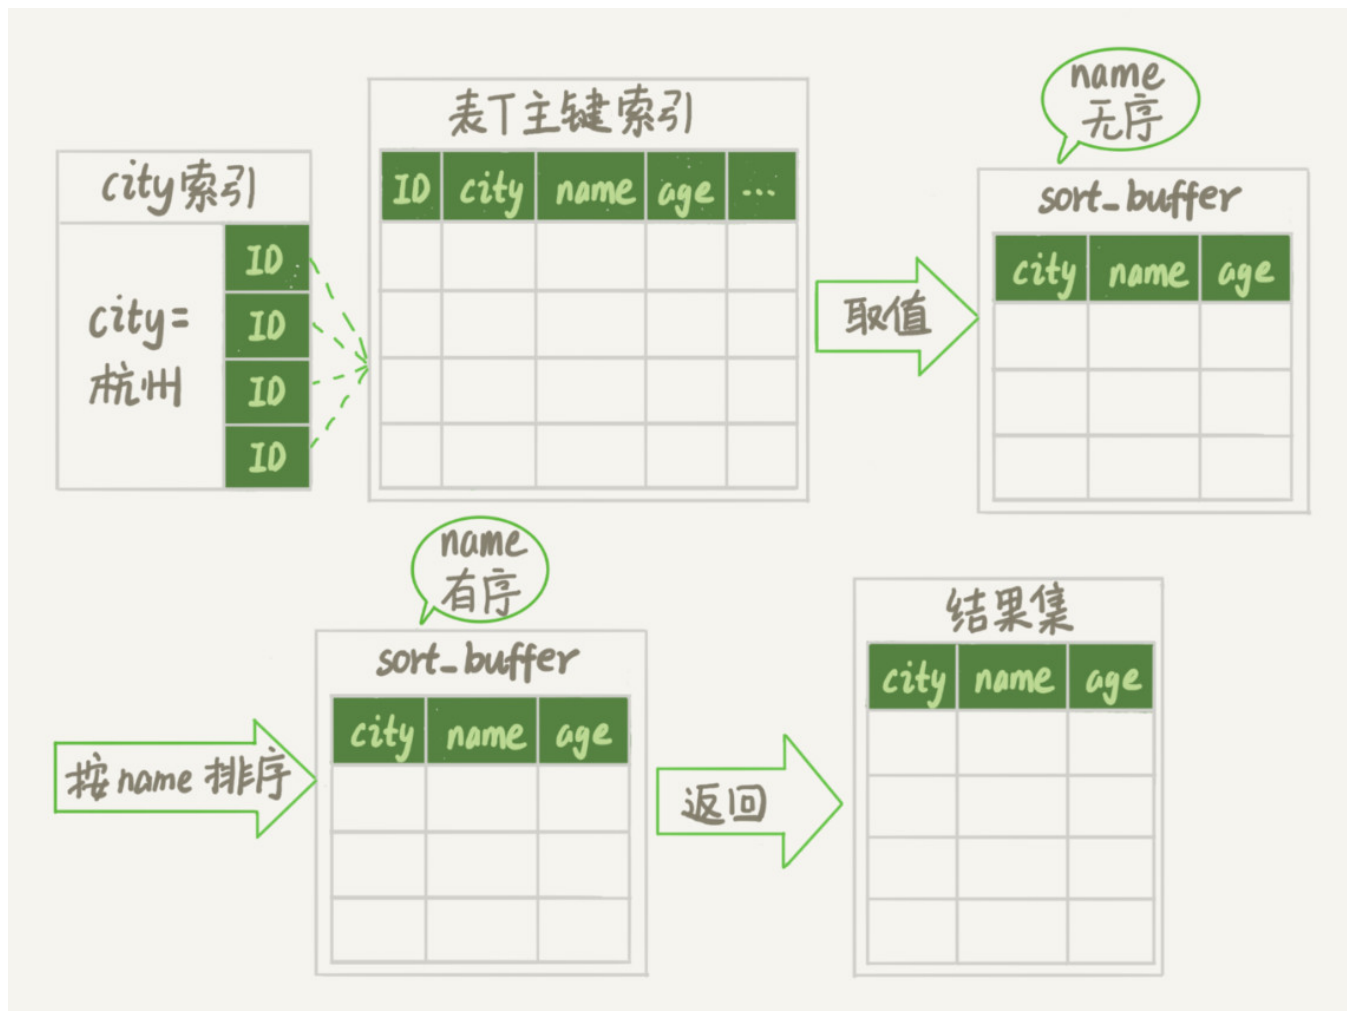 city索引
city=
杭州
ID
ID
ID
ID
表T主键索引
ID city name age ...
取值
name
无序
sort_buffer
city name age
按name排序
name
有序
sort_buffer
city name age
返回
结果集
city name age